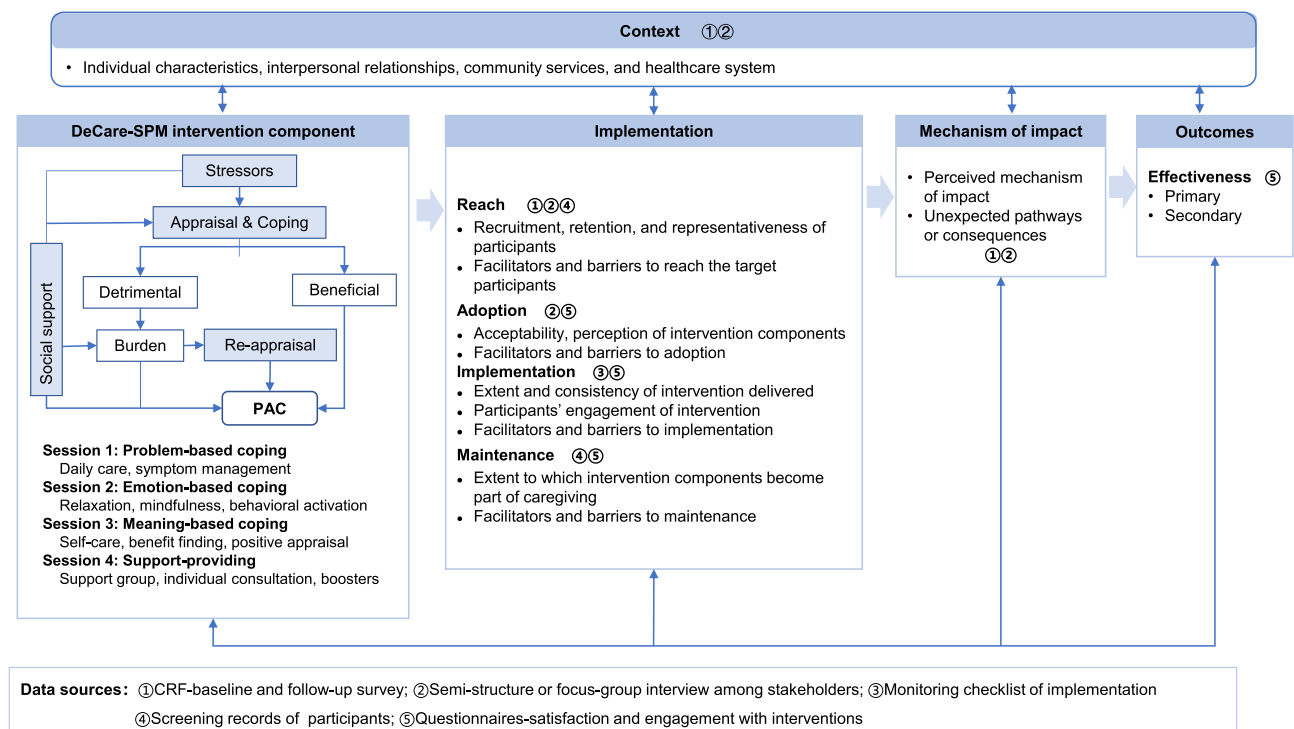 Context ①②
• Individual characteristics, interpersonal relationships, community services, and healthcare system
DeCare-SPM intervention component
Stressors
Appraisal & Coping
Detrimental
Beneficial
Social support
Burden
Re-appraisal
PAC
Session 1: Problem-based coping
Daily care, symptom management
Session 2: Emotion-based coping
Relaxation, mindfulness, behavioral activation
Session 3: Meaning-based coping
Self-care, benefit finding, positive appraisal
Session 4: Support-providing
Support group, individual consultation, boosters
Implementation
Reach ①②④
• Recruitment, retention, and representativeness of
participants
• Facilitators and barriers to reach the target
participants
Adoption ②⑤
• Acceptability, perception of intervention components
• Facilitators and barriers to adoption
Implementation ③⑤
• Extent and consistency of intervention delivered
• Participants' engagement of intervention
• Facilitators and barriers to implementation
Maintenance ④⑤
• Extent to which intervention components become
part of caregiving
• Facilitators and barriers to maintenance
Mechanism of impact
• Perceived mechanism
of impact
• Unexpected pathways
or consequences
①②
Outcomes
Effectiveness ⑤
• Primary
• Secondary
Data sources: ①CRF-baseline and follow-up survey; ②Semi-structure or focus-group interview among stakeholders; ③Monitoring checklist of implementation
④Screening records of participants; ⑤Questionnaires-satisfaction and engagement with interventions